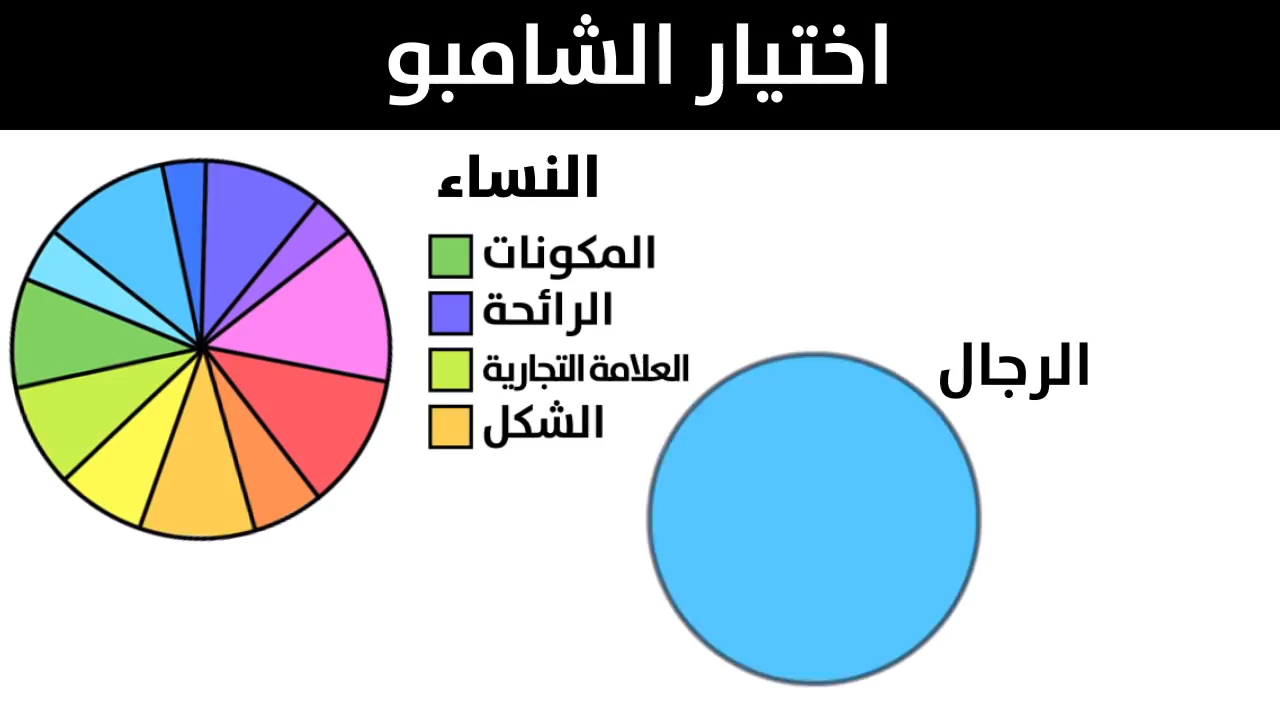 اختيار الشامبو
النساء
المكونات
الرائحة
العلامة التجارية
الشكل
الرجال